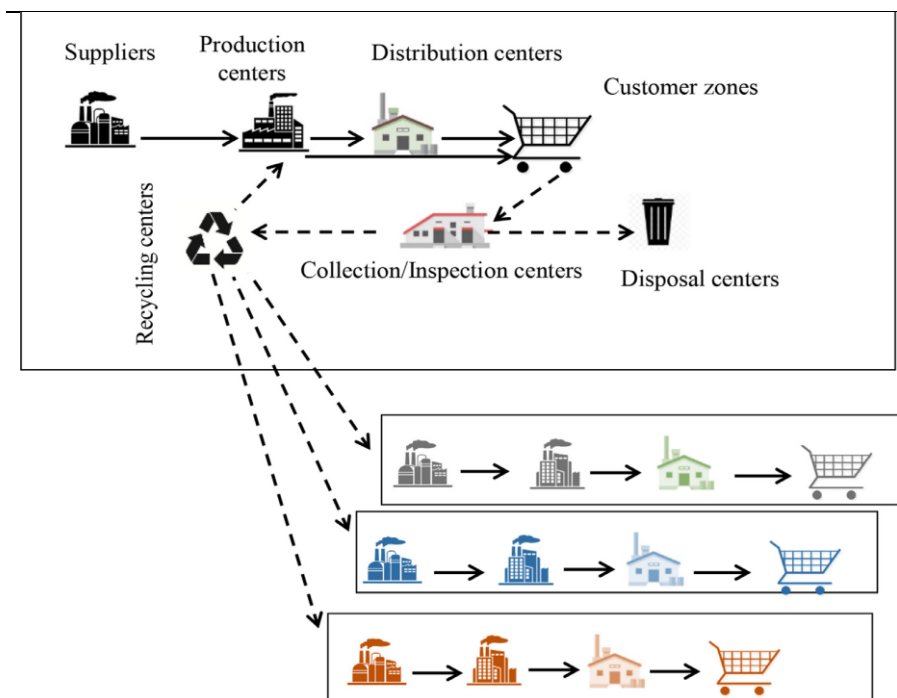 Suppliers
Production
centers
Distribution centers
Customer zones
Recycling centers
Collection/Inspection centers
Disposal centers